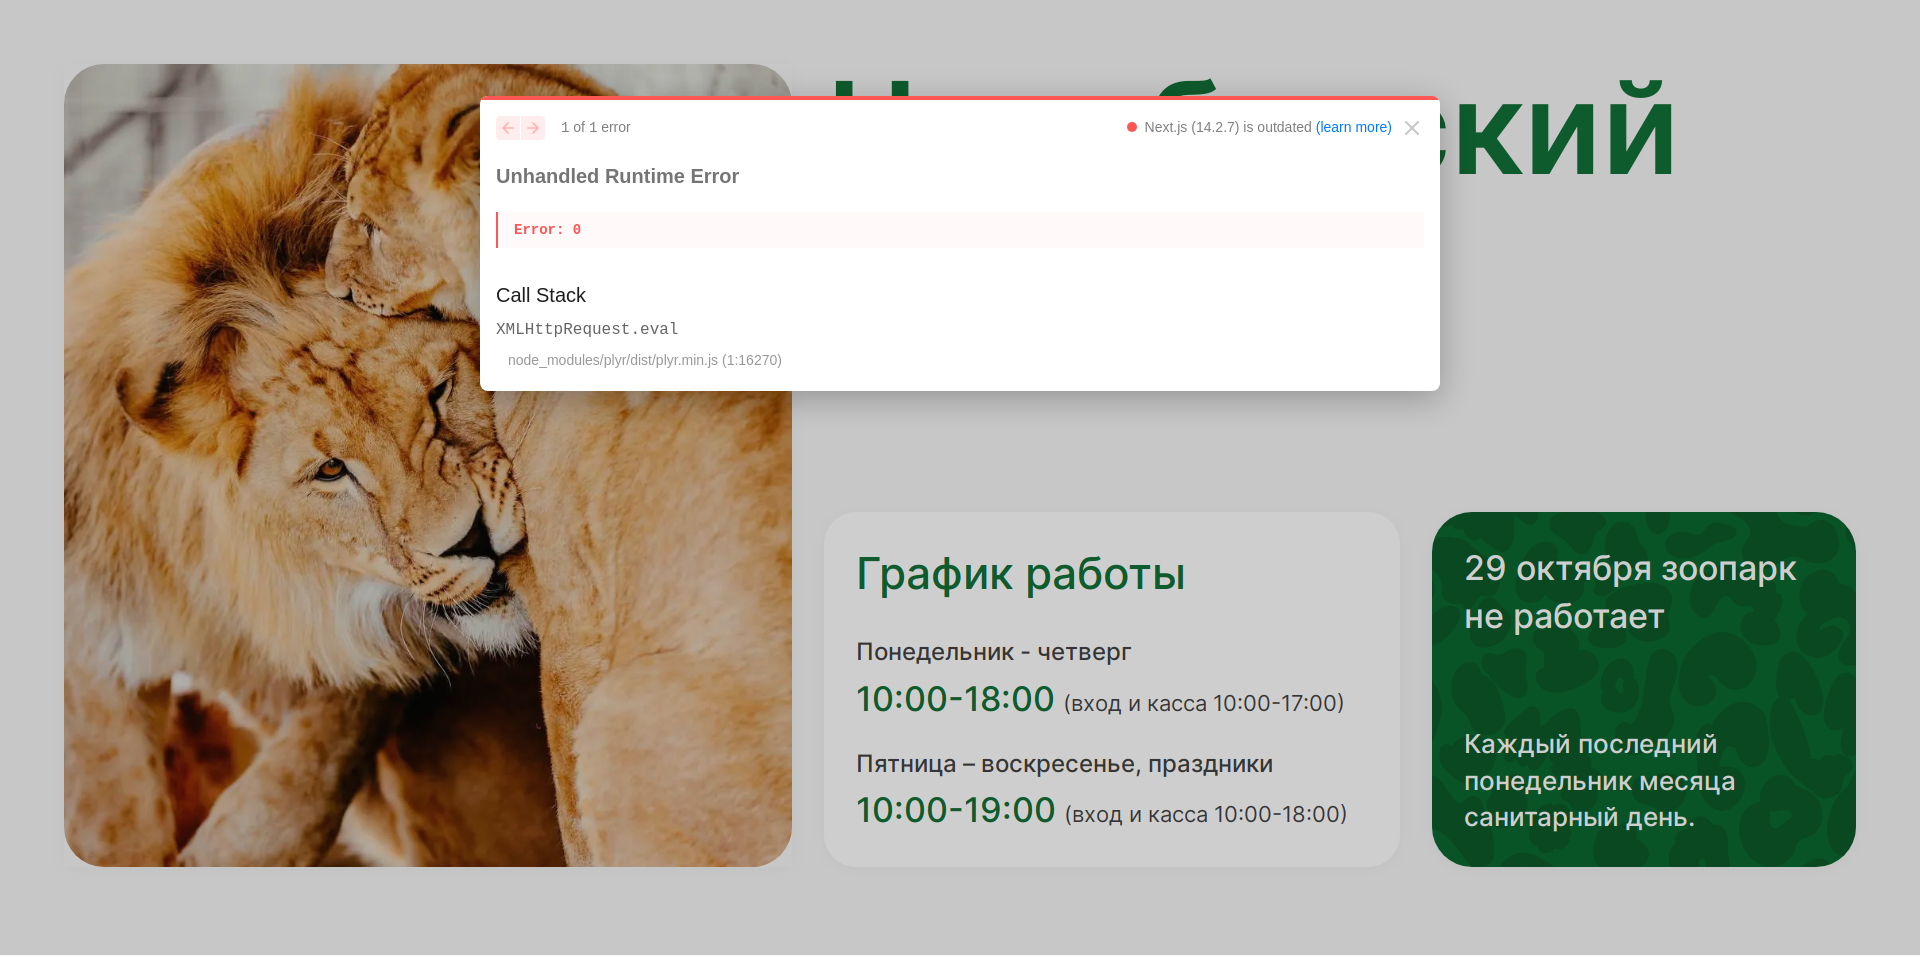 ский
1 of 1 error
Next.js (14.2.7) is outdated (learn more)
Unhandled Runtime Error
Error: 0
Call Stack
XMLHttpRequest.eval
node_modules/plyr/dist/plyr.min.js (1:16270)
График работы
Понедельник - четверг
10:00-18:00 (вход и касса 10:00-17:00)
Пятница – воскресенье, праздники
10:00-19:00 (вход и касса 10:00-18:00)
29 октября зоопарк
не работает
Каждый последний
понедельник месяца
санитарный день.